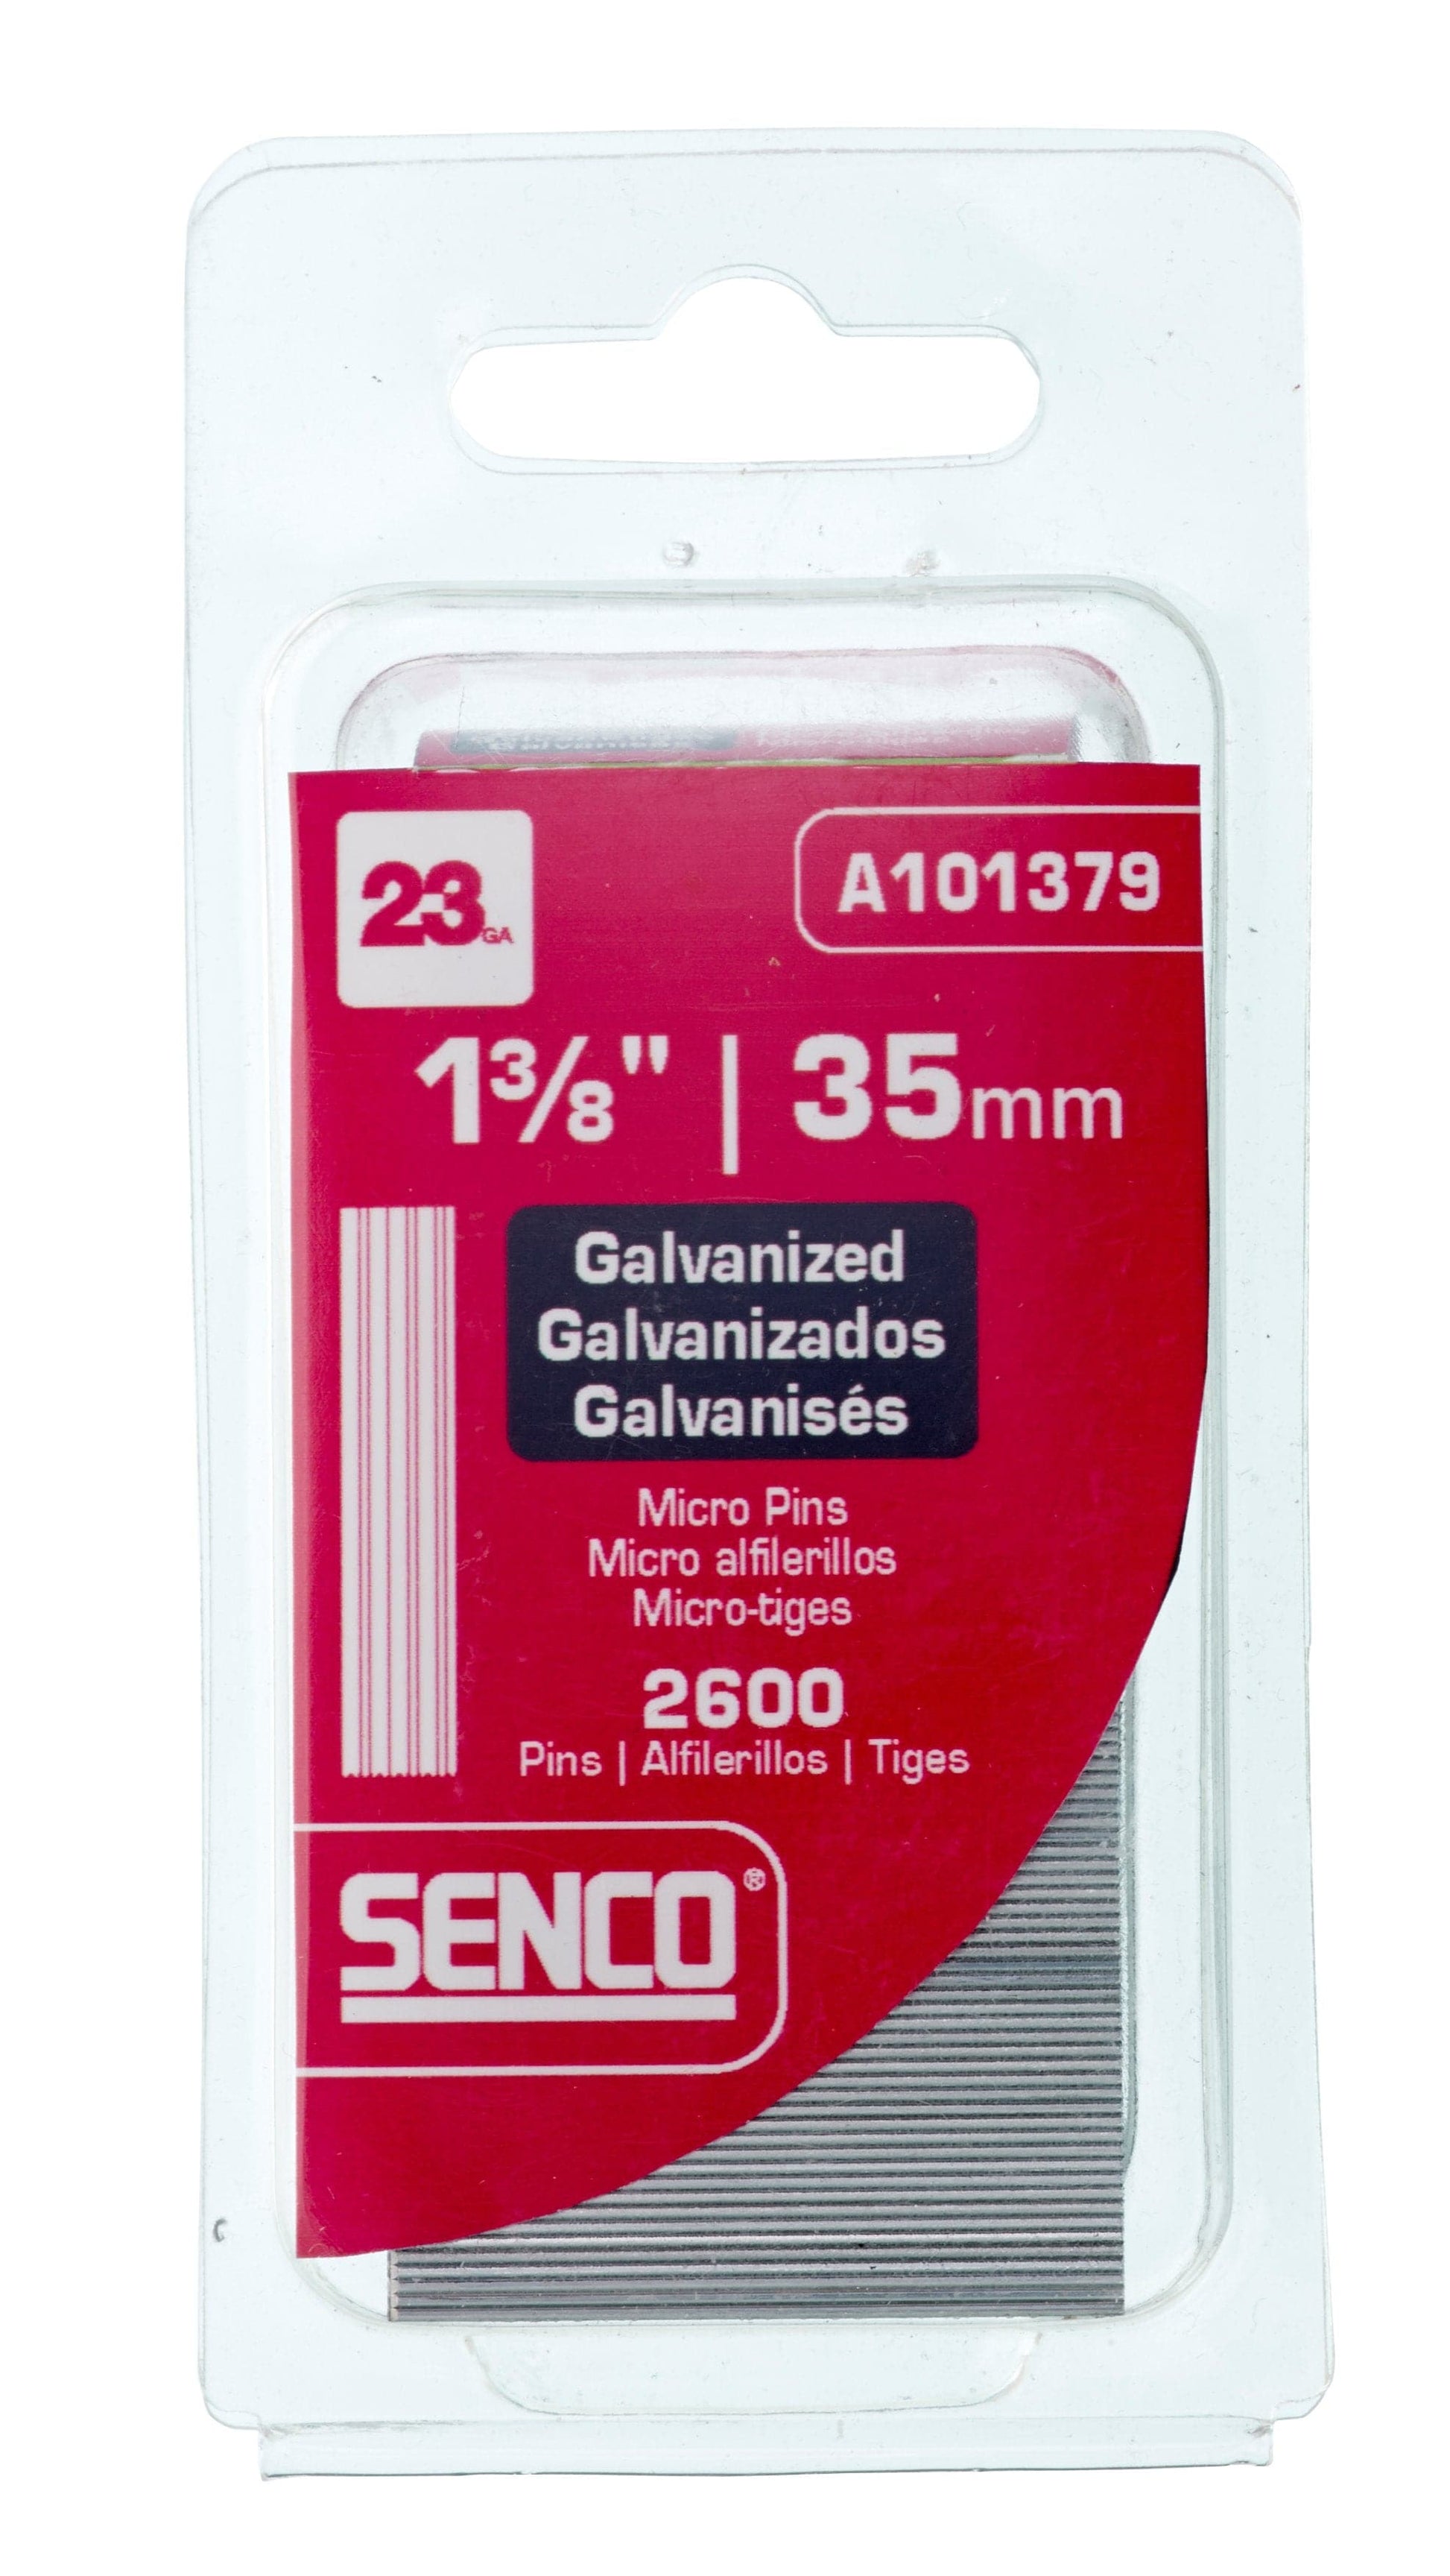 23GA
A101379
1⅜" | 35mm
Galvanized
Galvanizados
Galvanisés
Micro Pins
Micro alfilerillos
Micro-tiges
2600
Pins | Alfilerillos | Tiges
SENCO®